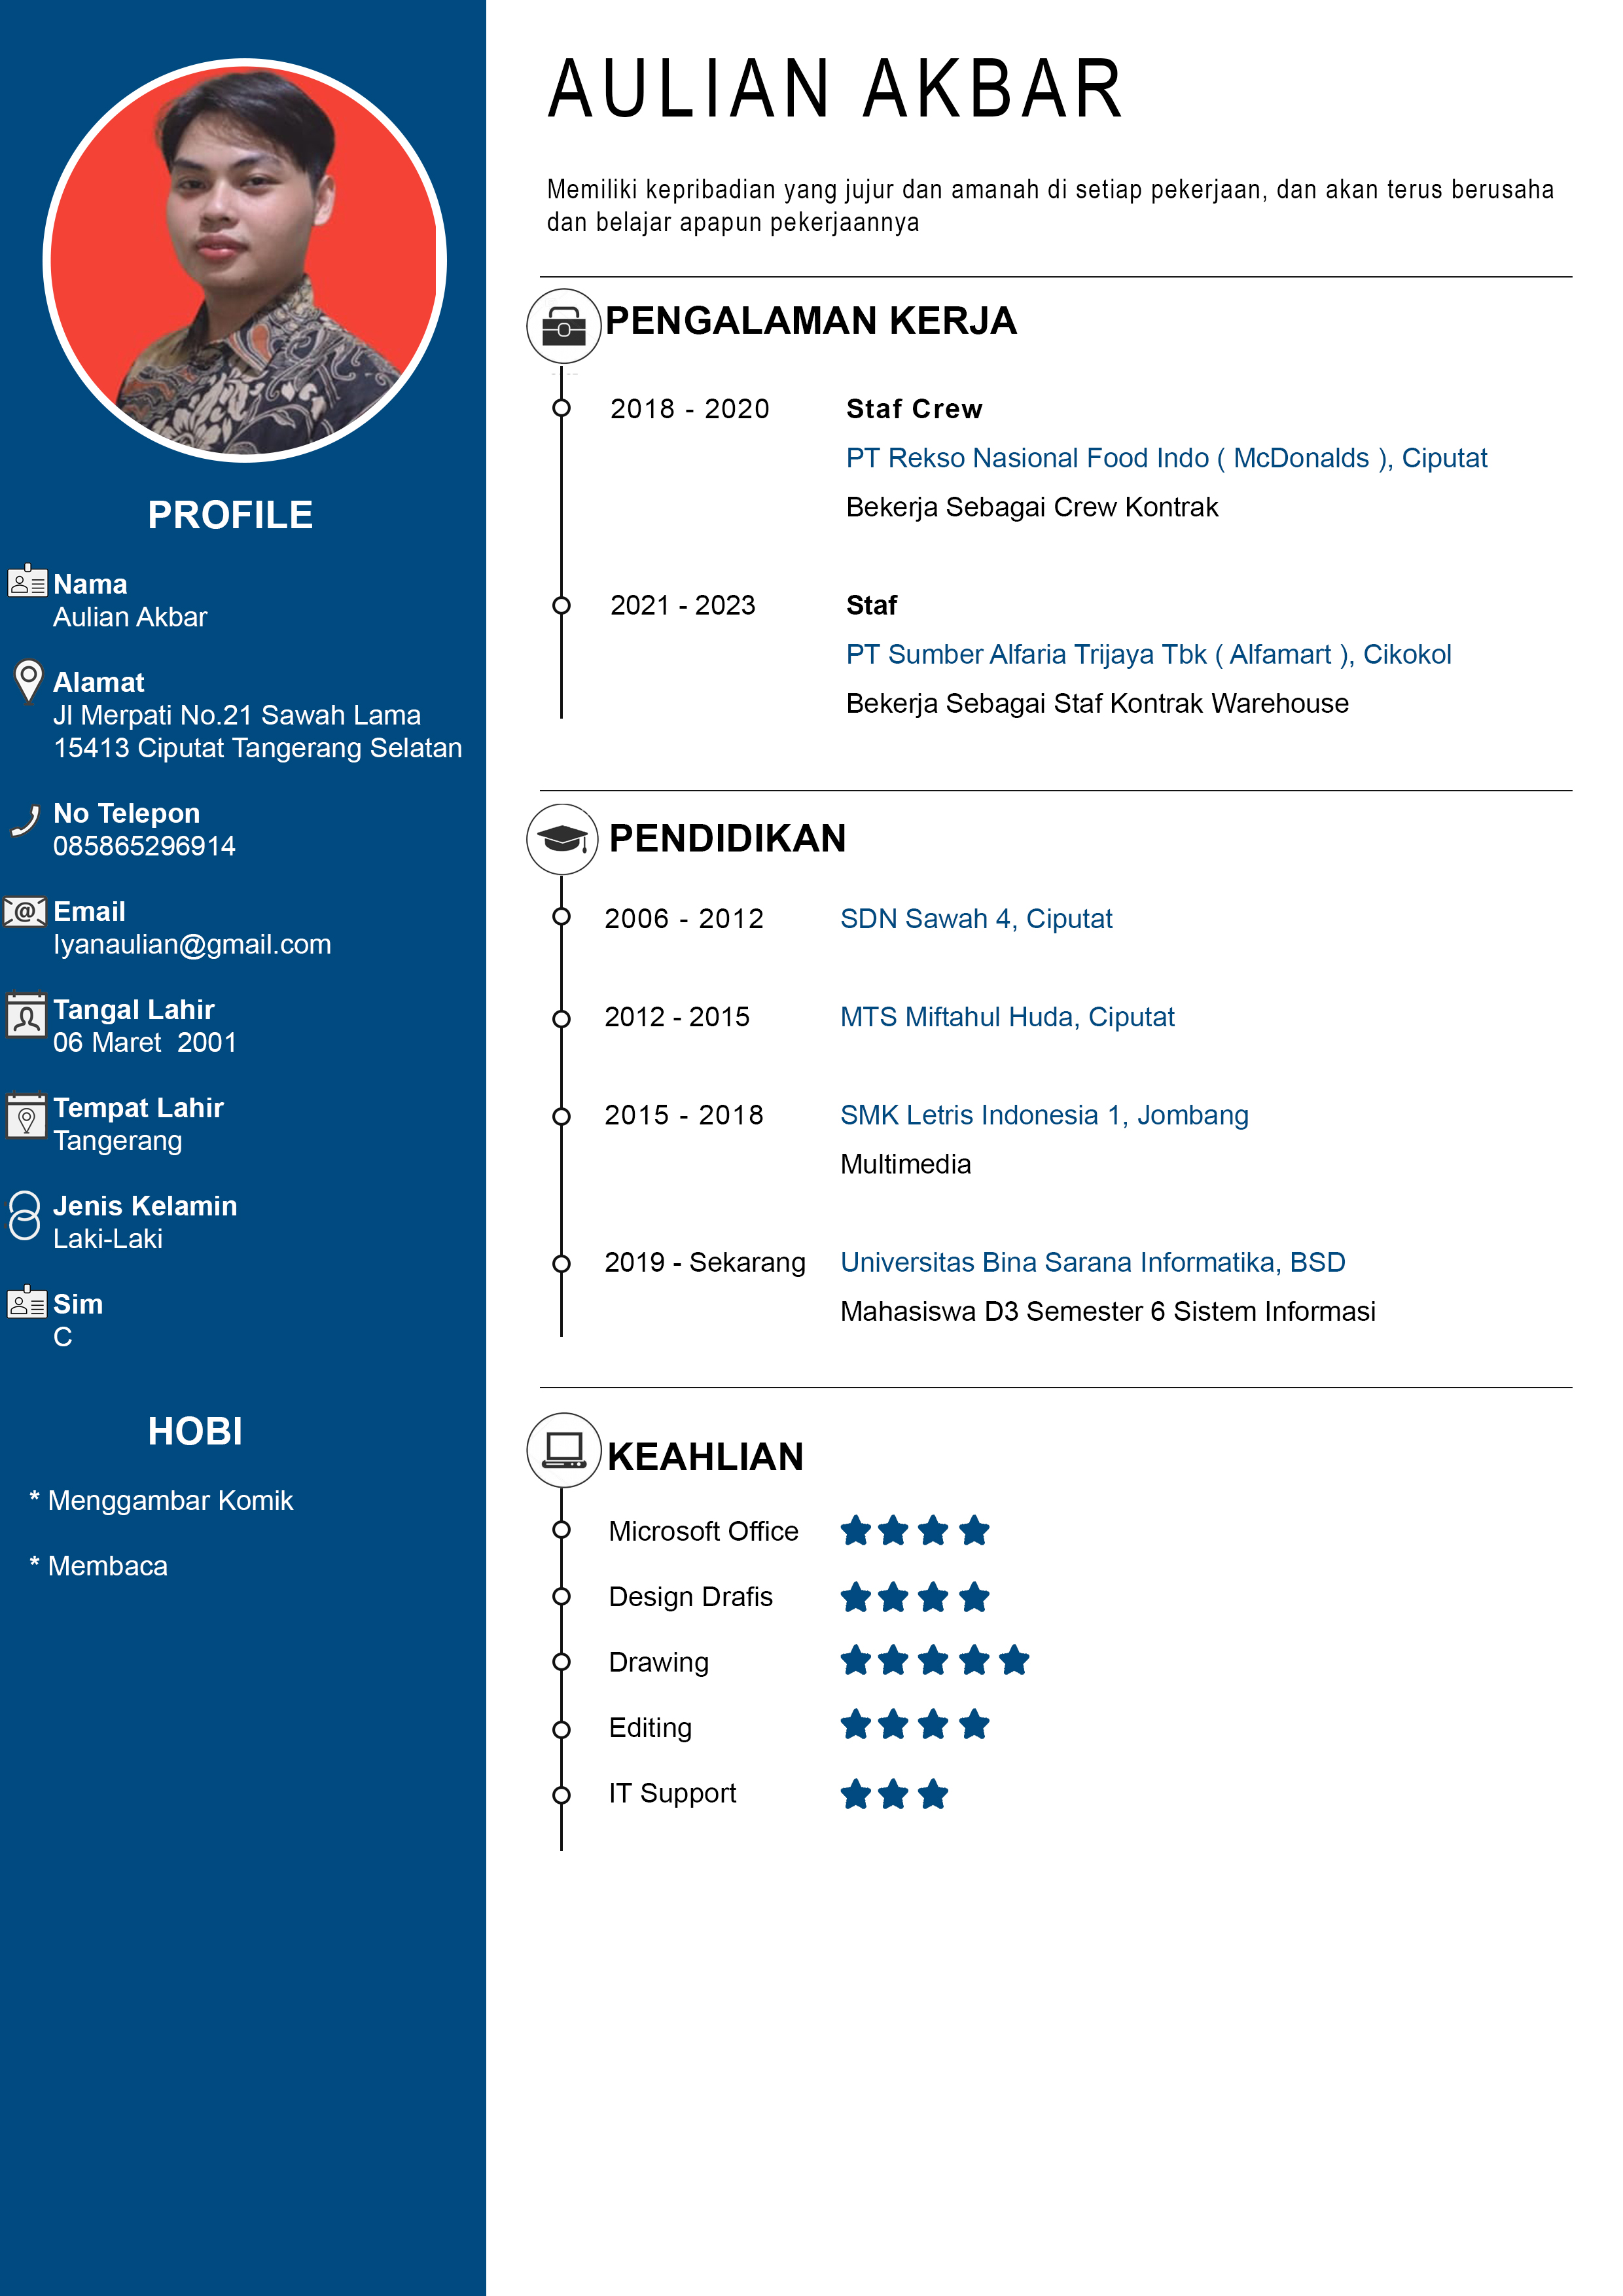 AULIAN AKBAR
Memiliki kepribadian yang jujur dan amanah di setiap pekerjaan, dan akan terus berusaha
dan belajar apapun pekerjaannya
PROFILE
Nama
Aulian Akbar
Alamat
Jl Merpati No.21 Sawah Lama
15413 Ciputat Tangerang Selatan
No Telepon
085865296914
Email
lyanaulian@gmail.com
Tangal Lahir
06 Maret  2001
Tempat Lahir
Tangerang
Jenis Kelamin
Laki-Laki
Sim
C
HOBI
* Menggambar Komik
* Membaca
PENGALAMAN KERJA
2018 - 2020 Staf Crew
PT Rekso Nasional Food Indo ( McDonalds ), Ciputat
Bekerja Sebagai Crew Kontrak
2021 - 2023 Staf
PT Sumber Alfaria Trijaya Tbk ( Alfamart ), Cikokol
Bekerja Sebagai Staf Kontrak Warehouse
PENDIDIKAN
2006 - 2012 SDN Sawah 4, Ciputat
2012 - 2015 MTS Miftahul Huda, Ciputat
2015 - 2018 SMK Letris Indonesia 1, Jombang
Multimedia
2019 - Sekarang Universitas Bina Sarana Informatika, BSD
Mahasiswa D3 Semester 6 Sistem Informasi
KEAHLIAN
Microsoft Office
Design Drafis
Drawing
Editing
IT Support